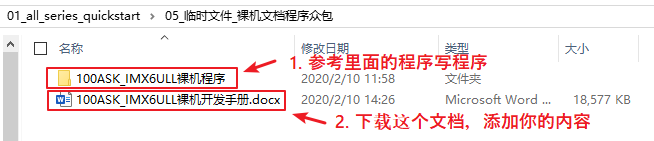 01_all_series_quickstart > 05_临时文件_裸机文档程序众包
名称 修改日期 类型 大小
100ASK_IMX6ULL裸机程序 2020/2/10 11:58 文件夹
1. 参考里面的程序写程序
100ASK_IMX6ULL裸机开发手册.docx 2020/2/10 14:26 Microsoft Word ... 18,577 KB
2. 下载这个文档，添加你的内容